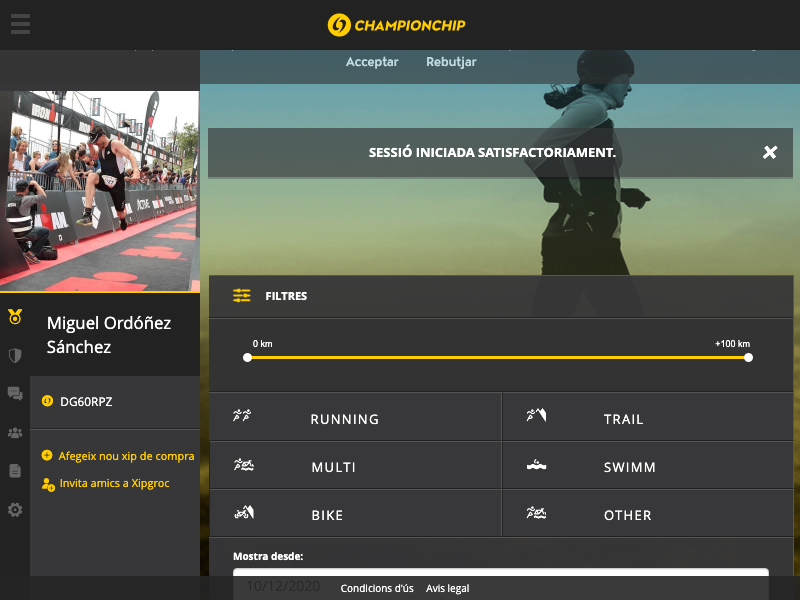 CHAMPIONCHIP
Acceptar Rebutjar
SESSIÓ INICIADA SATISFACTORIAMENT.
FILTRES
Miguel Ordóñez
Sánchez
0 km +100 km
DG60RPZ
RUNNING TRAIL
Afegeix nou xip de compra
MULTI SWIMM
Invita amics a Xipgroc
BIKE OTHER
Mostra desde:
10/12/2020
Condicions d'ús Avis legal